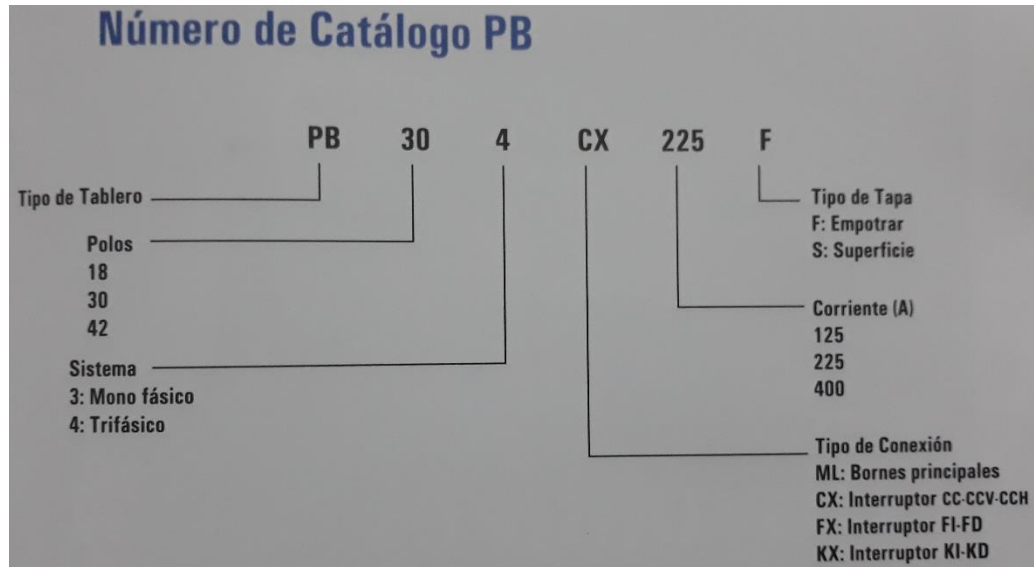 Número de Catálogo PB
PB 30 4 CX 225 F
Tipo de Tablero
Polos
18
30
42
Sistema
3: Mono fásico
4: Trifásico
Tipo de Tapa
F: Empotrar
S: Superficie
Corriente (A)
125
225
400
Tipo de Conexión
ML: Bornes principales
CX: Interruptor CC-CCV-CCH
FX: Interruptor FI-FD
KX: Interruptor KI-KD